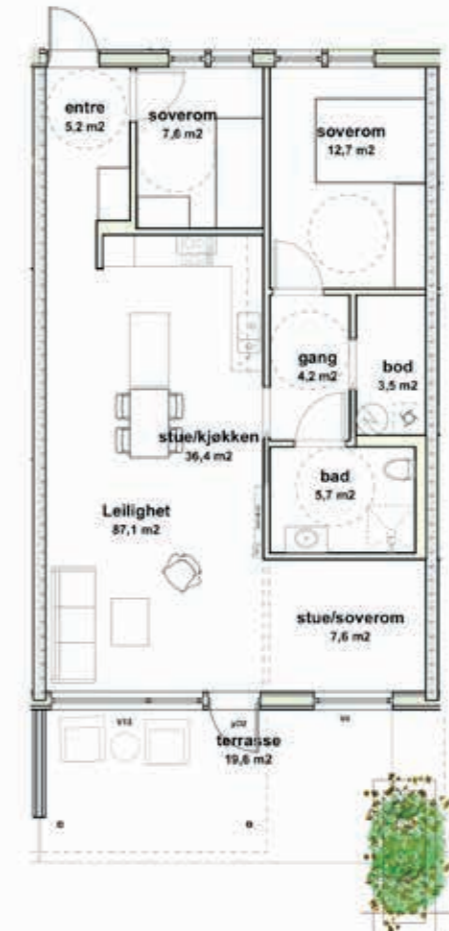 entre
5,2 m2
soverom
7,6 m2
soverom
12,7 m2
gang
4,2 m2
bod
3,5 m2
stue/kjøkken
36,4 m2
bad
5,7 m2
Leilighet
87,1 m2
stue/soverom
7,6 m2
terrasse
19,6 m2